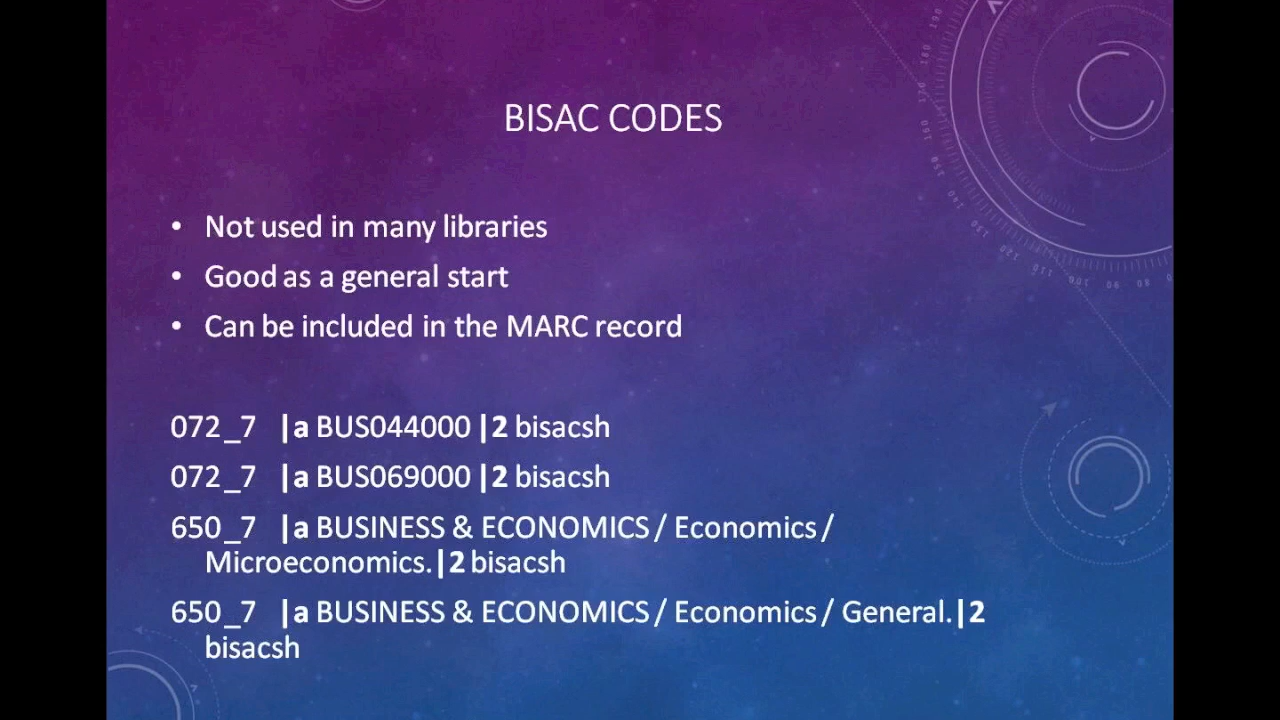 BISAC CODES
• Not used in many libraries
• Good as a general start
• Can be included in the MARC record
072_7 |a BUS044000 |2 bisacsh
072_7 |a BUS069000 |2 bisacsh
650_7 |a BUSINESS & ECONOMICS / Economics /
Microeconomics.|2 bisacsh
650_7 |a BUSINESS & ECONOMICS / Economics / General.|2
bisacsh